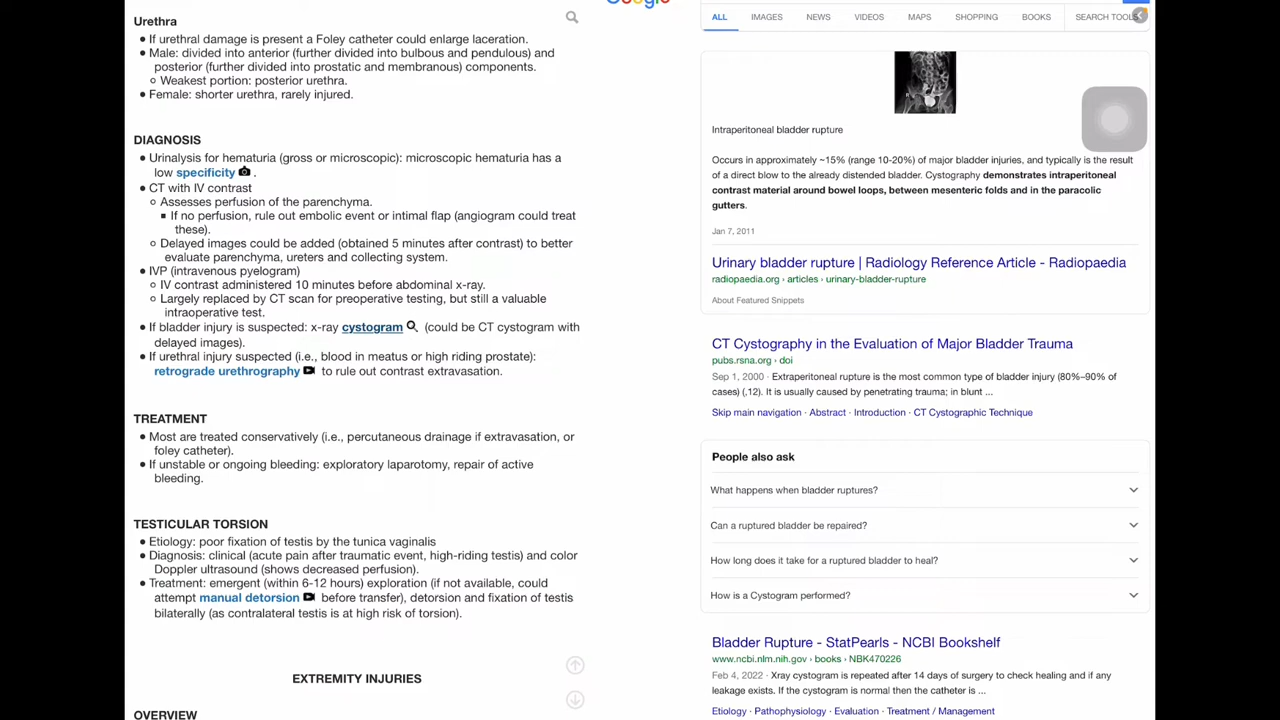 Urethra
● If urethral damage is present a Foley catheter could enlarge laceration.
● Male: divided into anterior (further divided into bulbous and pendulous) and
posterior (further divided into prostatic and membranous) components.
○ Weakest portion: posterior urethra.
● Female: shorter urethra, rarely injured.
DIAGNOSIS
● Urinalysis for hematuria (gross or microscopic): microscopic hematuria has a
low specificity .
● CT with IV contrast
○ Assesses perfusion of the parenchyma.
■ If no perfusion, rule out embolic event or intimal flap (angiogram could treat
these).
○ Delayed images could be added (obtained 5 minutes after contrast) to better
evaluate parenchyma, ureters and collecting system.
● IVP (intravenous pyelogram)
○ IV contrast administered 10 minutes before abdominal x-ray.
○ Largely replaced by CT scan for preoperative testing, but still a valuable
intraoperative test.
● If bladder injury is suspected: x-ray cystogram (could be CT cystogram with
delayed images).
● If urethral injury suspected (i.e., blood in meatus or high riding prostate):
retrograde urethrography to rule out contrast extravasation.
TREATMENT
● Most are treated conservatively (i.e., percutaneous drainage if extravasation, or
foley catheter).
● If unstable or ongoing bleeding: exploratory laparotomy, repair of active
bleeding.
TESTICULAR TORSION
● Etiology: poor fixation of testis by the tunica vaginalis
● Diagnosis: clinical (acute pain after traumatic event, high-riding testis) and color
Doppler ultrasound (shows decreased perfusion).
● Treatment: emergent (within 6-12 hours) exploration (if not available, could
attempt manual detorsion before transfer), detorsion and fixation of testis
bilaterally (as contralateral testis is at high risk of torsion).
EXTREMITY INJURIES
OVERVIEW
Google
ALL IMAGES NEWS VIDEOS MAPS SHOPPING BOOKS SEARCH TOOLS
Intraperitoneal bladder rupture
Occurs in approximately ~15% (range 10-20%) of major bladder injuries, and typically is the result
of a direct blow to the already distended bladder. Cystography demonstrates intraperitoneal
contrast material around bowel loops, between mesenteric folds and in the paracolic
gutters.
Jan 7, 2011
Urinary bladder rupture | Radiology Reference Article - Radiopaedia
radiopaedia.org › articles › urinary-bladder-rupture
About Featured Snippets
CT Cystography in the Evaluation of Major Bladder Trauma
pubs.rsna.org › doi
Sep 1, 2000 · Extraperitoneal rupture is the most common type of bladder injury (80%–90% of
cases) (,12). It is usually caused by penetrating trauma; in blunt ...
Skip main navigation · Abstract · Introduction · CT Cystographic Technique
People also ask
What happens when bladder ruptures?
Can a ruptured bladder be repaired?
How long does it take for a ruptured bladder to heal?
How is a Cystogram performed?
Bladder Rupture - StatPearls - NCBI Bookshelf
www.ncbi.nlm.nih.gov › books › NBK470226
Feb 4, 2022 · Xray cystogram is repeated after 14 days of surgery to check healing and if any
leakage exists. If the cystogram is normal then the catheter is ...
Etiology · Pathophysiology · Evaluation · Treatment / Management